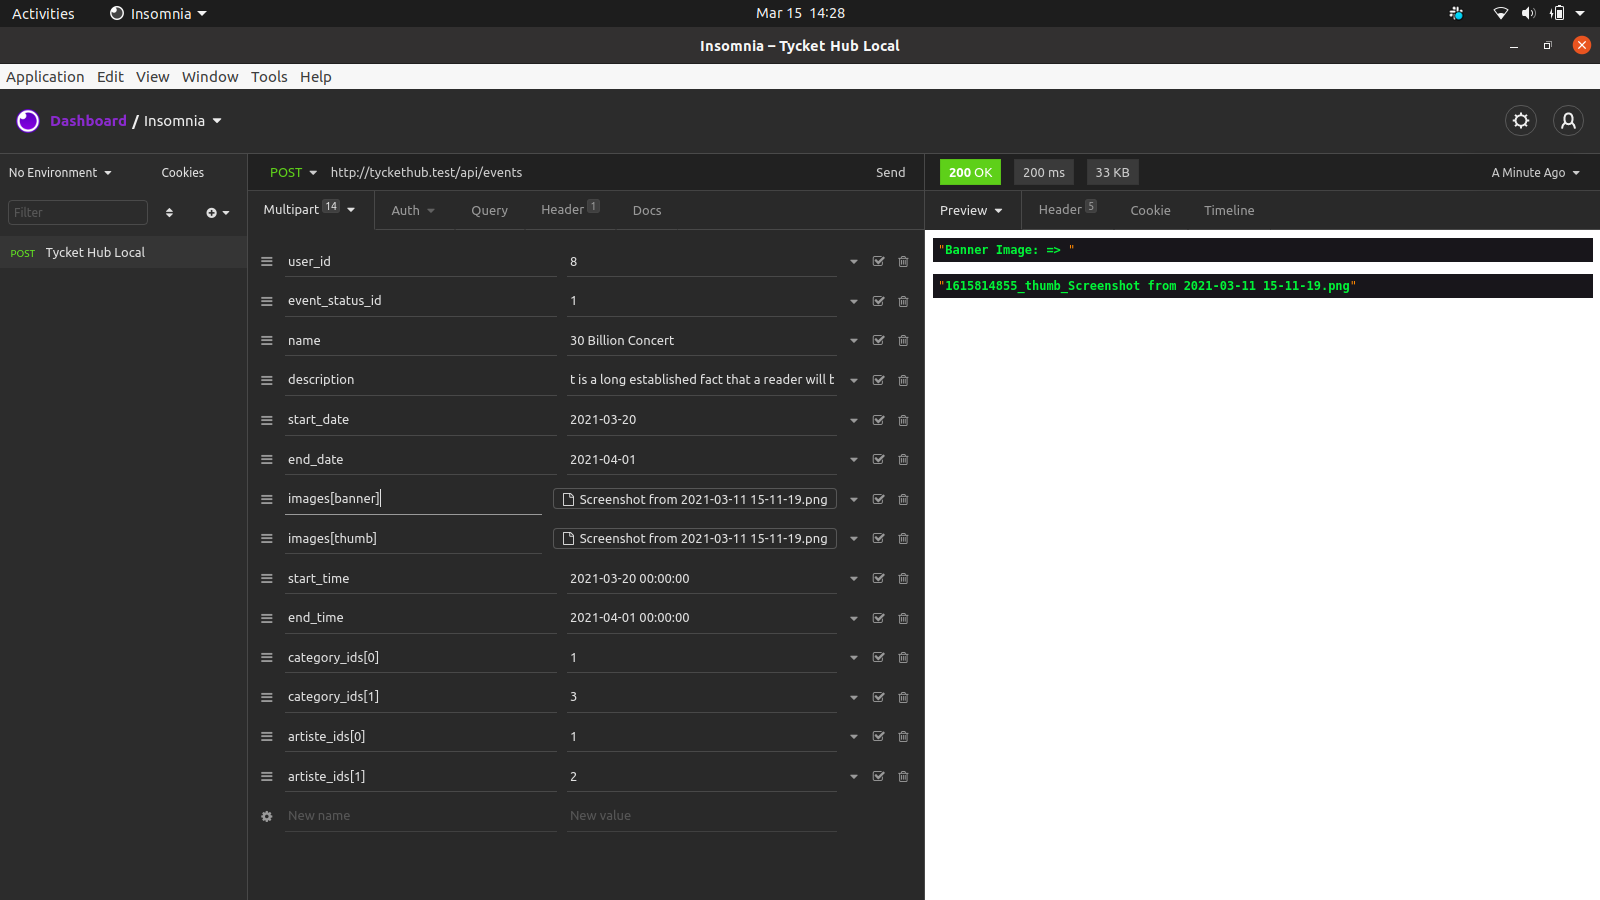 Activities Insomnia Mar 15 14:28
Insomnia – Tycket Hub Local
Application Edit View Window Tools Help
Dashboard / Insomnia
No Environment Cookies
Filter
POST Tycket Hub Local
POST http://tyckethub.test/api/events Send
Multipart 14 Auth Query Header 1 Docs
user_id 8
event_status_id 1
name 30 Billion Concert
description t is a long established fact that a reader will b
start_date 2021-03-20
end_date 2021-04-01
images[banner] Screenshot from 2021-03-11 15-11-19.png
images[thumb] Screenshot from 2021-03-11 15-11-19.png
start_time 2021-03-20 00:00:00
end_time 2021-04-01 00:00:00
category_ids[0] 1
category_ids[1] 3
artiste_ids[0] 1
artiste_ids[1] 2
New name New value
200 OK 200 ms 33 KB A Minute Ago
Preview Header 5 Cookie Timeline
"Banner Image: => "
"1615814855_thumb_Screenshot from 2021-03-11 15-11-19.png"